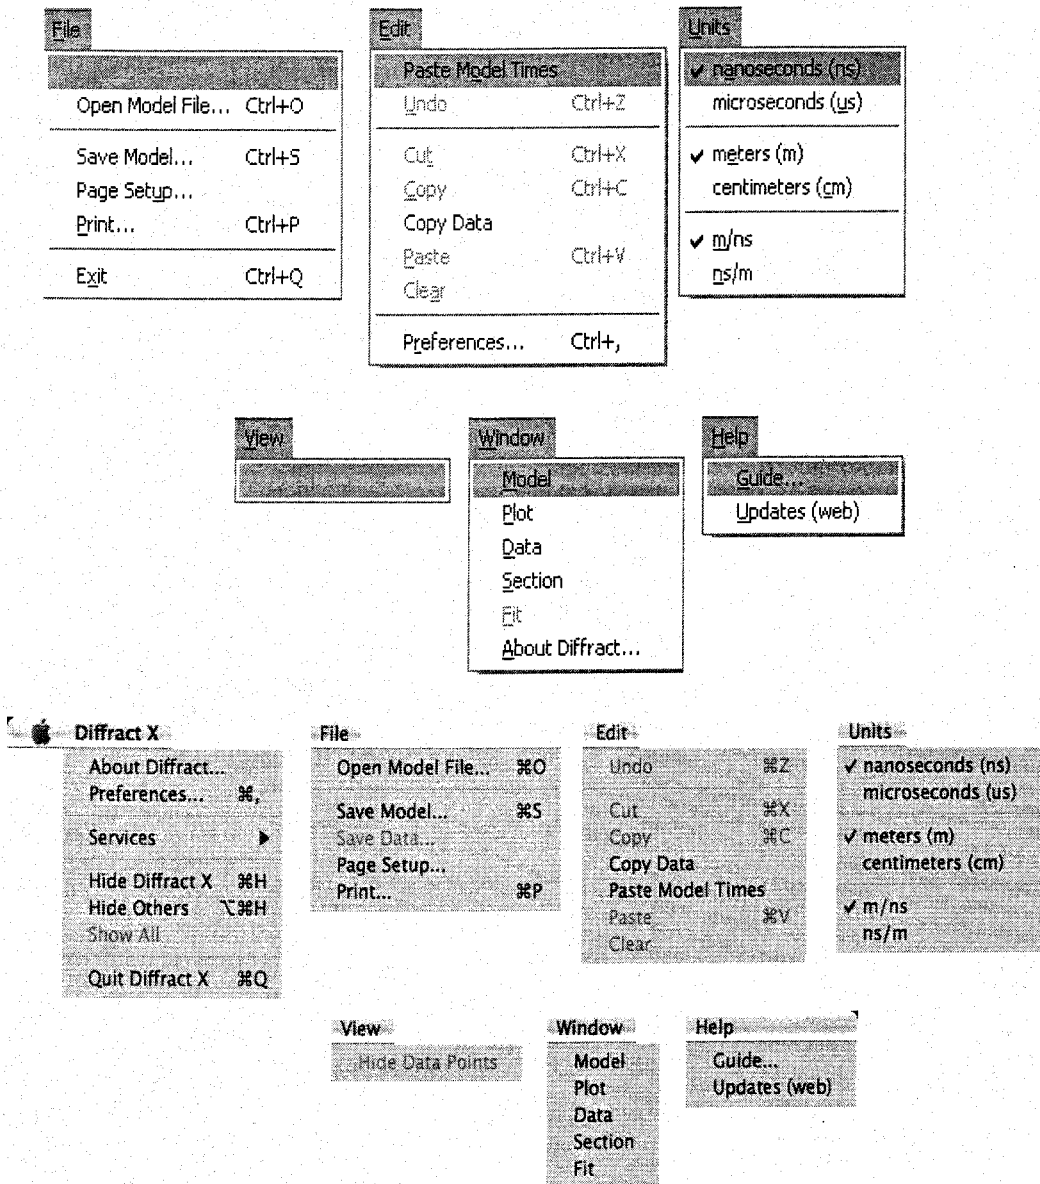 File
Open Model File... Ctrl+O
Save Model... Ctrl+S
Page Setup...
Print... Ctrl+P
Exit Ctrl+Q
Edit
Paste Model Times
Undo Ctrl+Z
Cut Ctrl+X
Copy Ctrl+C
Copy Data
Paste Ctrl+V
Clear
Preferences... Ctrl+,
Units
✓ nanoseconds (ns)
microseconds (us)
✓ meters (m)
centimeters (cm)
✓ m/ns
ns/m
View
Window
Model
Plot
Data
Section
Fit
About Diffract...
Help
Guide...
Updates (web)
Diffract X
About Diffract...
Preferences... ⌘,
Services ▶
Hide Diffract X ⌘H
Hide Others ⌥⌘H
Show All
Quit Diffract X ⌘Q
File
Open Model File... ⌘O
Save Model... ⌘S
Save Data...
Page Setup...
Print... ⌘P
Edit
Undo ⌘Z
Cut ⌘X
Copy ⌘C
Copy Data
Paste Model Times
Paste ⌘V
Clear
Units
✓ nanoseconds (ns)
microseconds (us)
✓ meters (m)
centimeters (cm)
✓ m/ns
ns/m
View
Hide Data Points
Window
Model
Plot
Data
Section
Fit
Help
Guide...
Updates (web)